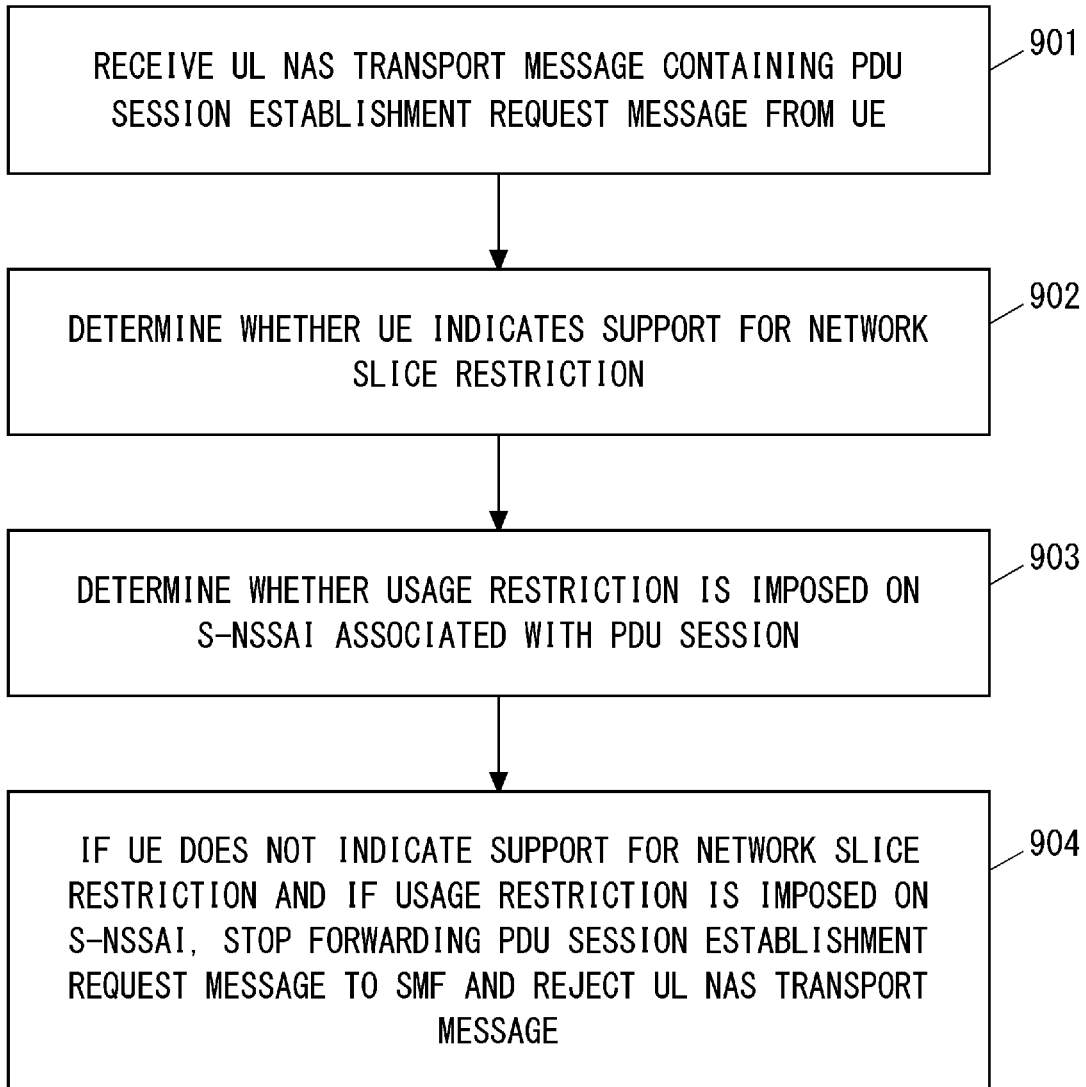 RECEIVE UL NAS TRANSPORT MESSAGE CONTAINING PDU
SESSION ESTABLISHMENT REQUEST MESSAGE FROM UE
901
DETERMINE WHETHER UE INDICATES SUPPORT FOR NETWORK
SLICE RESTRICTION
902
DETERMINE WHETHER USAGE RESTRICTION IS IMPOSED ON
S-NSSAI ASSOCIATED WITH PDU SESSION
903
IF UE DOES NOT INDICATE SUPPORT FOR NETWORK SLICE
RESTRICTION AND IF USAGE RESTRICTION IS IMPOSED ON
S-NSSAI, STOP FORWARDING PDU SESSION ESTABLISHMENT
REQUEST MESSAGE TO SMF AND REJECT UL NAS TRANSPORT
MESSAGE
904